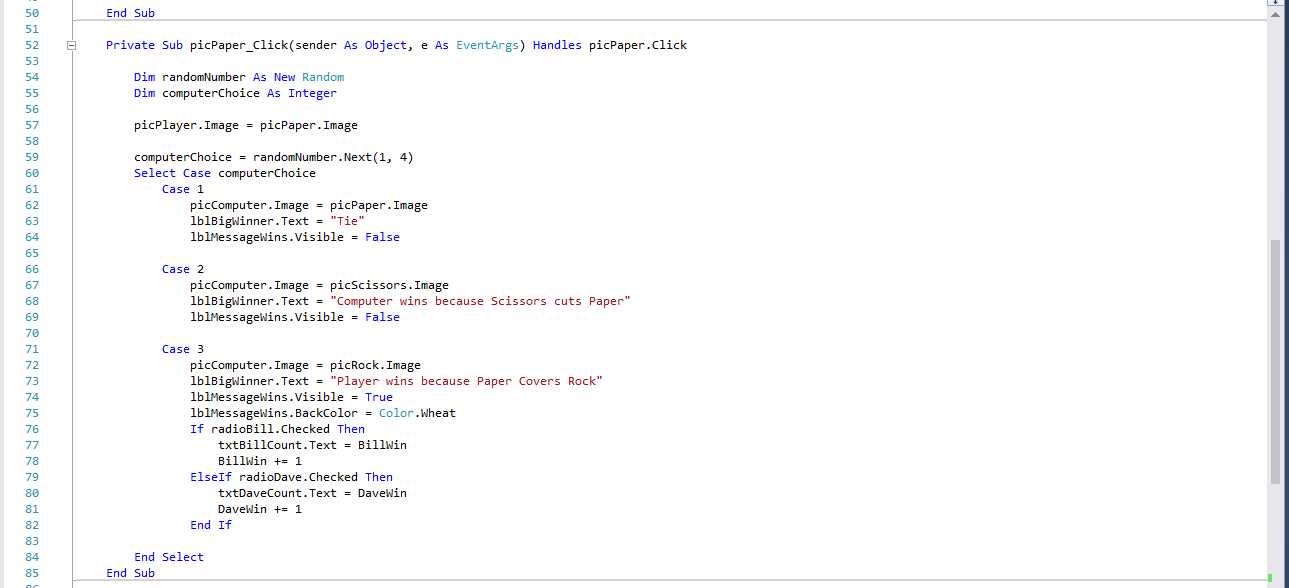 50 End Sub
51
52 Private Sub picPaper_Click(sender As Object, e As EventArgs) Handles picPaper.Click
53
54 Dim randomNumber As New Random
55 Dim computerChoice As Integer
56
57 picPlayer.Image = picPaper.Image
58
59 computerChoice = randomNumber.Next(1, 4)
60 Select Case computerChoice
61 Case 1
62 picComputer.Image = picPaper.Image
63 lblBigWinner.Text = "Tie"
64 lblMessageWins.Visible = False
65
66 Case 2
67 picComputer.Image = picScissors.Image
68 lblBigWinner.Text = "Computer wins because Scissors cuts Paper"
69 lblMessageWins.Visible = False
70
71 Case 3
72 picComputer.Image = picRock.Image
73 lblBigWinner.Text = "Player wins because Paper Covers Rock"
74 lblMessageWins.Visible = True
75 lblMessageWins.BackColor = Color.Wheat
76 If radioBill.Checked Then
77 txtBillCount.Text = BillWin
78 BillWin += 1
79 ElseIf radioDave.Checked Then
80 txtDaveCount.Text = DaveWin
81 DaveWin += 1
82 End If
83
84 End Select
85 End Sub